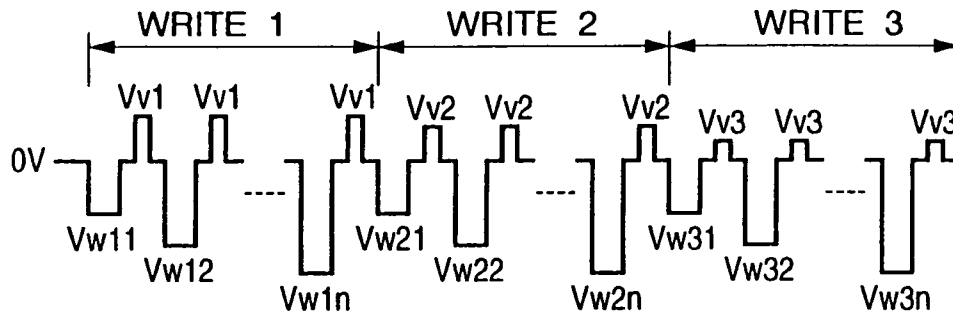 WRITE 1 WRITE 2 WRITE 3
Vv1 Vv1 Vv1 Vv2 Vv2 Vv2 Vv3 Vv3 Vv3
0V
Vw11 Vw21 Vw31
Vw12 Vw22 Vw32
Vw1n Vw2n Vw3n